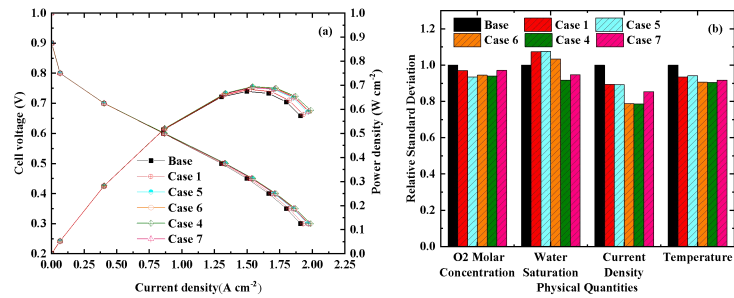 (a)
Cell voltage (V)
1.0
0.9
0.8
0.7
0.6
0.5
0.4
0.3
0.2
Base
Case 1
Case 5
Case 6
Case 4
Case 7
0.00 0.25 0.50 0.75 1.00 1.25 1.50 1.75 2.00 2.25
Current density(A cm-2)
1.0
0.9
0.8
0.7
0.6
0.5
0.4
0.3
0.2
0.1
0.0
Power density (W cm-2)
(b)
Relative Standard Deviation
1.2
1.0
0.8
0.6
0.4
0.2
0.0
Base Case 1 Case 5
Case 6 Case 4 Case 7
O2 Molar Water Current Temperature
Concentration Saturation Density
Physical Quantities